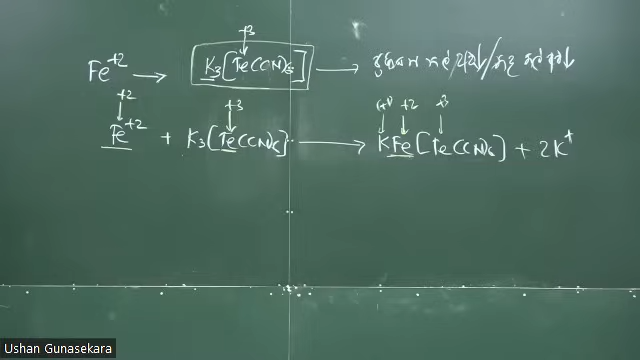 +3
Fe⁺² ⟶ K₃[Fe(CN)₆] ⟶
+2 +3 (+1) +2 +3
Fe⁺² + K₃[Fe(CN)₆] ⟶ KFe[Fe(CN)₆] + 2K⁺
Ushan Gunasekara